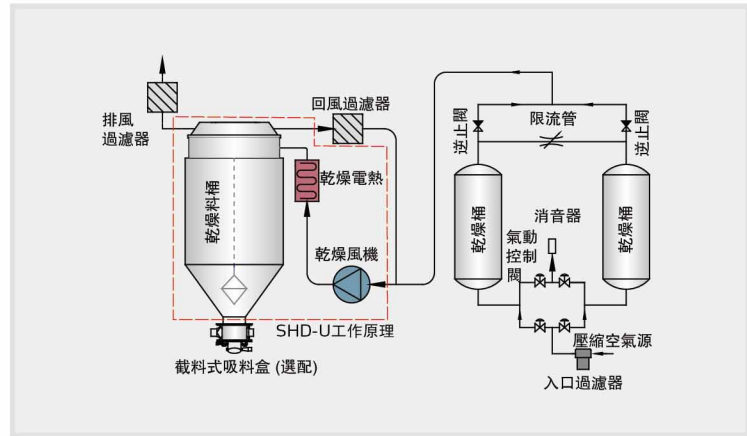 排風
過濾器
回風過濾器
乾燥料桶
乾燥電熱
乾燥風機
SHD-U工作原理
截料式吸料盒 (選配)
逆止閥
限流管
逆止閥
乾燥桶
乾燥桶
消音器
氣動
控制
閥
壓縮空氣源
入口過濾器